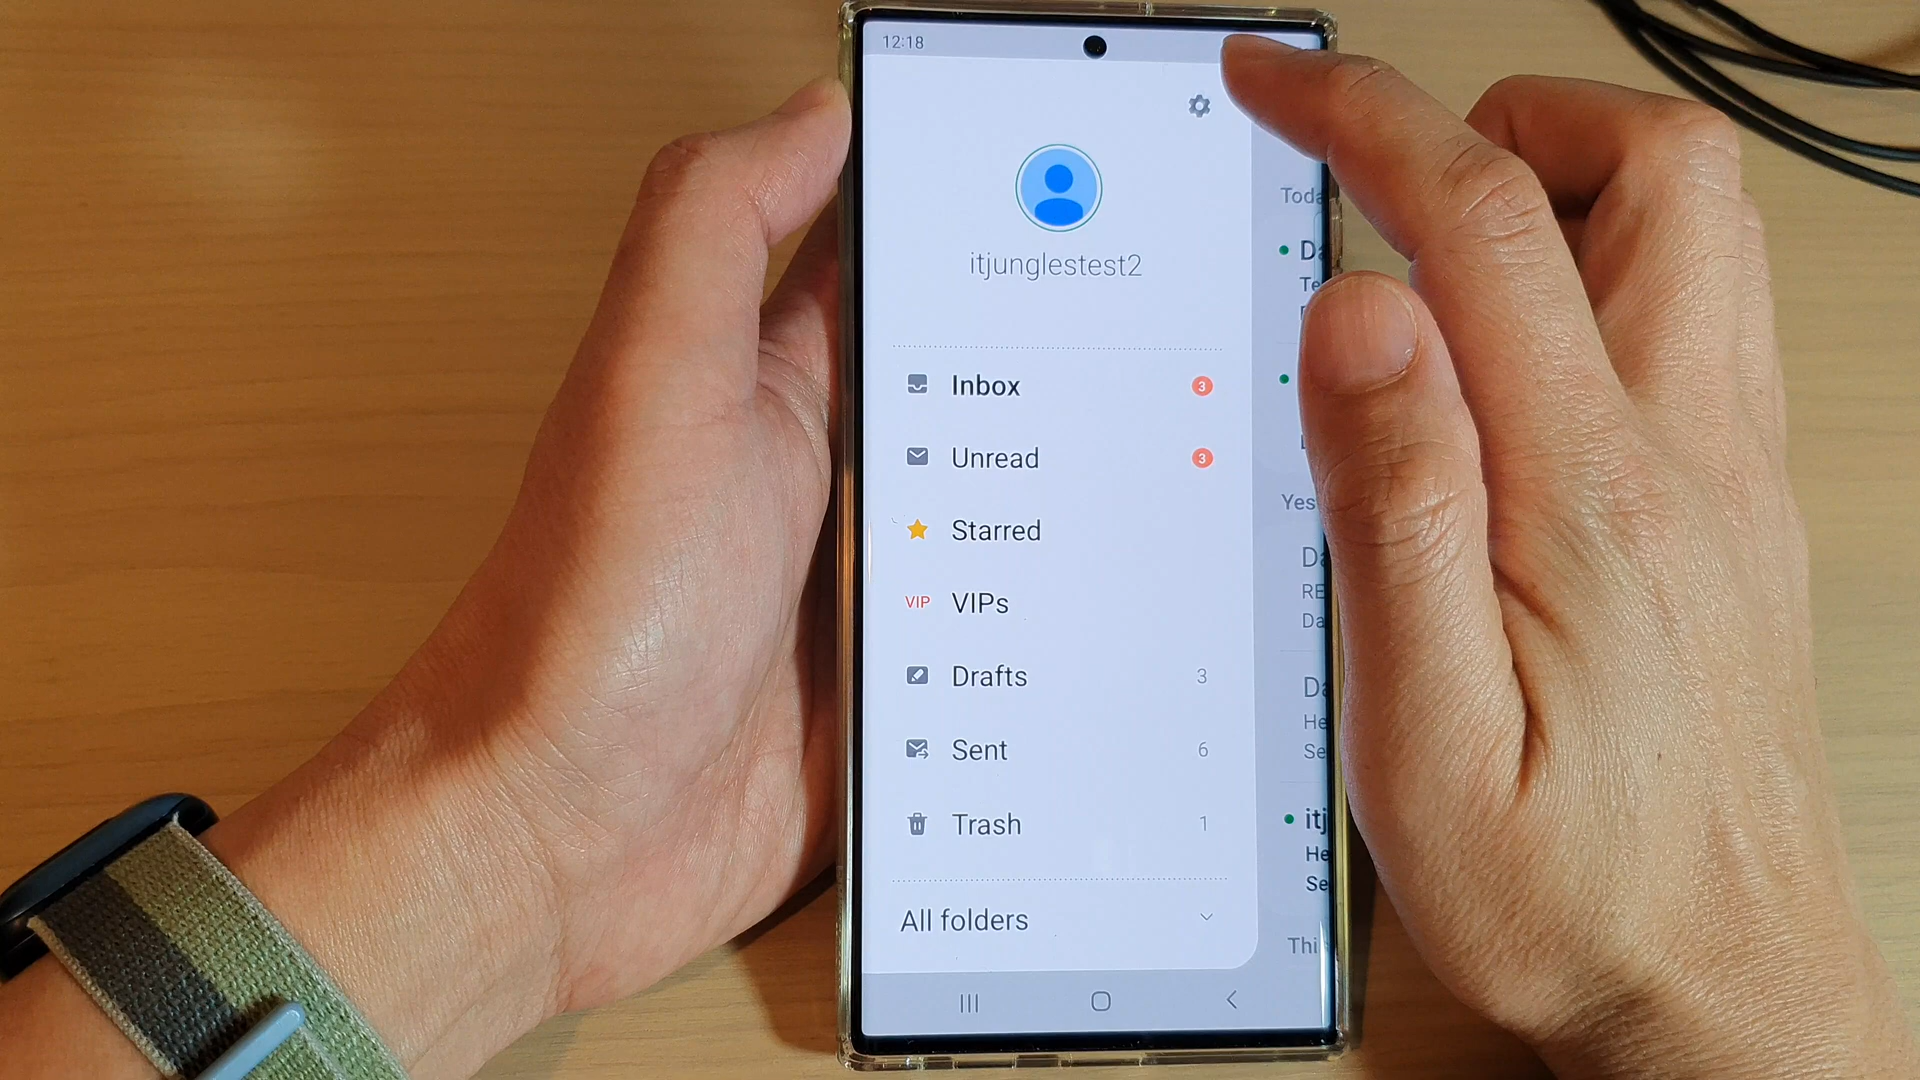 12:18
itjunglestest2
Inbox 3
Unread 3
Starred
VIP VIPs
Drafts 3
Sent 6
Trash 1
All folders
Toda
Da
Te
Yes
Da
RE
Da
Da
He
Se
itj
He
Se
This